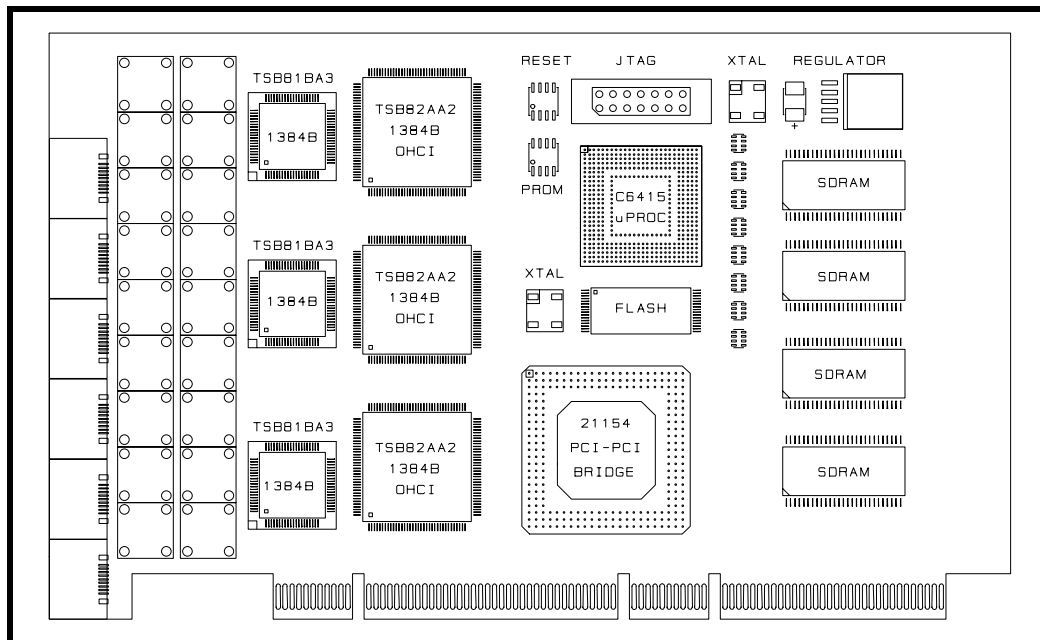 RESET
JTAG
XTAL
REGULATOR
TSB81BA3
1384B
TSB82AA2
1384B
OHCI
+
PROM
C6415
uPROC
SDRAM
TSB81BA3
1384B
TSB82AA2
1384B
OHCI
XTAL
FLASH
SDRAM
SDRAM
TSB81BA3
1384B
TSB82AA2
1384B
OHCI
21154
PCI-PCI
BRIDGE
SDRAM